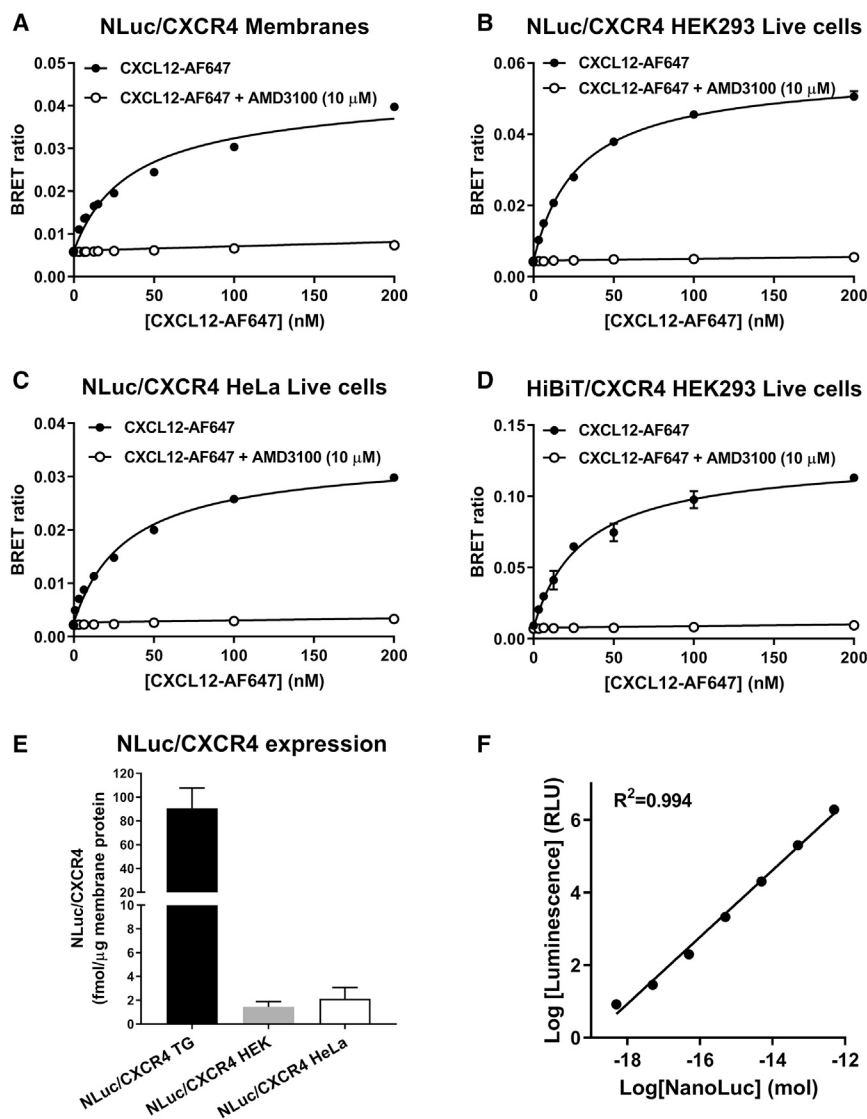 A
NLuc/CXCR4 Membranes
0.05
0.04
0.03
0.02
0.01
0.00
BRET ratio
CXCL12-AF647
CXCL12-AF647 + AMD3100 (10 μM)
0 50 100 150 200
[CXCL12-AF647] (nM)
B
NLuc/CXCR4 HEK293 Live cells
0.06
0.04
0.02
0.00
BRET ratio
CXCL12-AF647
CXCL12-AF647 + AMD3100 (10 μM)
0 50 100 150 200
[CXCL12-AF647] (nM)
C
NLuc/CXCR4 HeLa Live cells
0.04
0.03
0.02
0.01
0.00
BRET ratio
CXCL12-AF647
CXCL12-AF647 + AMD3100 (10 μM)
0 50 100 150 200
[CXCL12-AF647] (nM)
D
HiBiT/CXCR4 HEK293 Live cells
0.15
0.10
0.05
0.00
BRET ratio
CXCL12-AF647
CXCL12-AF647 + AMD3100 (10 μM)
0 50 100 150 200
[CXCL12-AF647] (nM)
E
NLuc/CXCR4 expression
120
100
80
60
40
20
10
8
6
4
2
0
NLuc/CXCR4
(fmol/μg membrane protein)
NLuc/CXCR4 TG
NLuc/CXCR4 HEK
NLuc/CXCR4 HeLa
F
R²=0.994
6
4
2
0
Log [Luminescence] (RLU)
-18 -16 -14 -12
Log[NanoLuc] (mol)